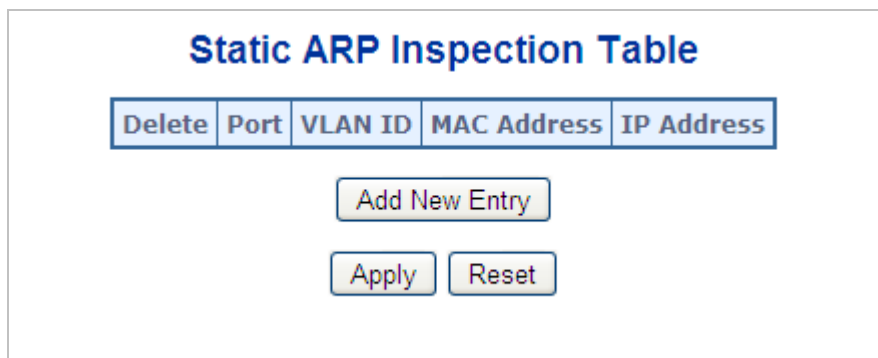 Static ARP Inspection Table
Delete Port VLAN ID MAC Address IP Address
Add New Entry
Apply Reset